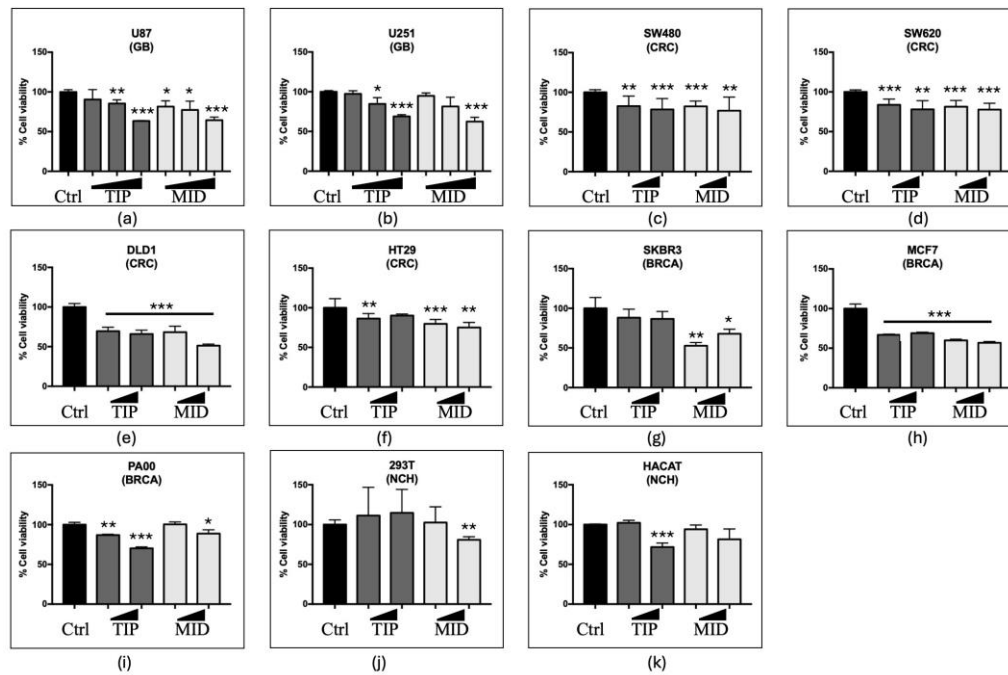 U87
(GB)
% Cell viability
150
100
50
0
** * *
*** ***
Ctrl TIP MID
(a)
U251
(GB)
% Cell viability
150
100
50
0
* *** ***
Ctrl TIP MID
(b)
SW480
(CRC)
% Cell viability
150
100
50
0
** *** *** **
Ctrl TIP MID
(c)
SW620
(CRC)
% Cell viability
150
100
50
0
*** ** *** ***
Ctrl TIP MID
(d)
DLD1
(CRC)
% Cell viability
150
100
50
0
***
Ctrl TIP MID
(e)
HT29
(CRC)
% Cell viability
150
100
50
0
** *** **
Ctrl TIP MID
(f)
SKBR3
(BRCA)
% Cell viability
150
100
50
0
** *
Ctrl TIP MID
(g)
MCF7
(BRCA)
% Cell viability
150
100
50
0
***
Ctrl TIP MID
(h)
PA00
(BRCA)
% Cell viability
150
100
50
0
** *** *
Ctrl TIP MID
(i)
293T
(NCH)
% Cell viability
150
100
50
0
**
Ctrl TIP MID
(j)
HACAT
(NCH)
% Cell viability
150
100
50
0
***
Ctrl TIP MID
(k)